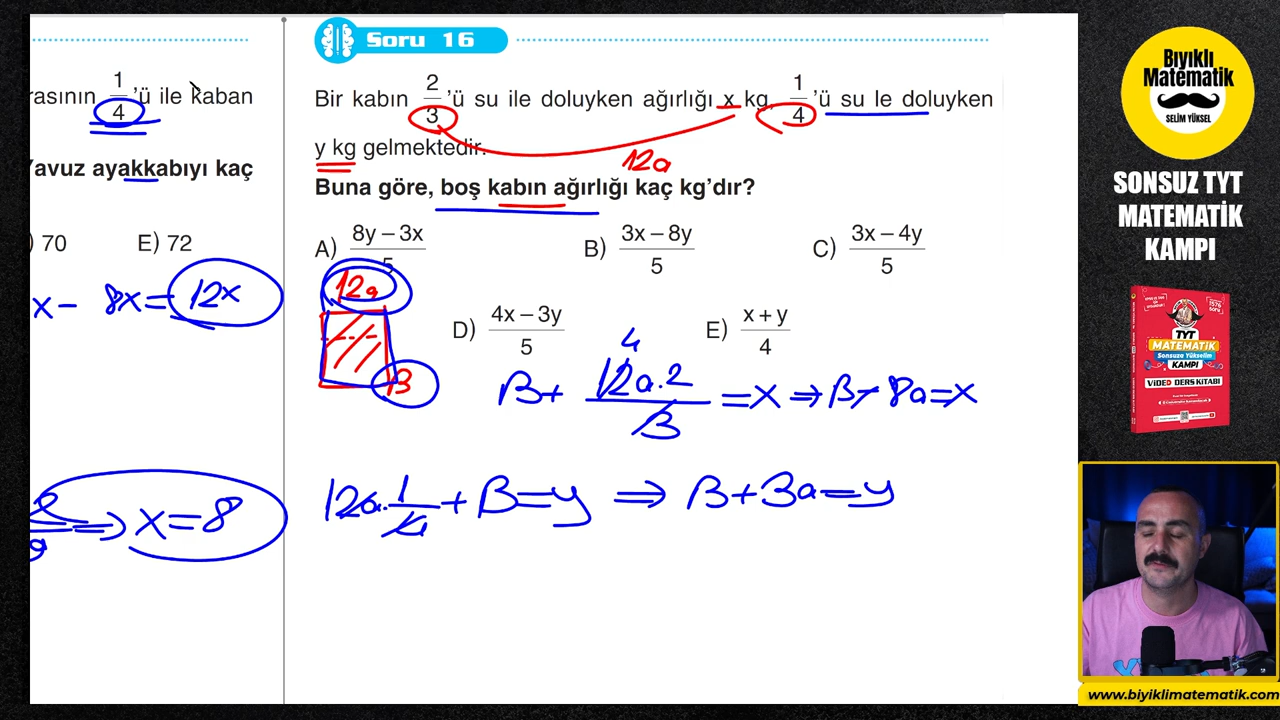 rasının 1/4 'ü ile kaban
Yavuz ayakkabıyı kaç
) 70 E) 72
x − 8x = 12x
⇒ x = 8
Soru 16
Bir kabın 2/3 'ü su ile doluyken ağırlığı x kg, 1/4 'ü su le doluyken
y kg gelmektedir.
12a
Buna göre, boş kabın ağırlığı kaç kg'dır?
A) 8y – 3x / 5 B) 3x – 8y / 5 C) 3x – 4y / 5
D) 4x – 3y / 5 E) x + y / 4
12a
B
B + 12a.2 / 3 = x ⇒ B + 8a = x
4
12a . 1/4 + B = y ⇒ B + 3a = y
Bıyıklı
Matematik
SELİM YÜKSEL
SONSUZ TYT
MATEMATİK
KAMPI
TYT
MATEMATİK
Sonsuza Yükselim
KAMPI
VİDEO DERS KİTABI
www.biyiklimatematik.com